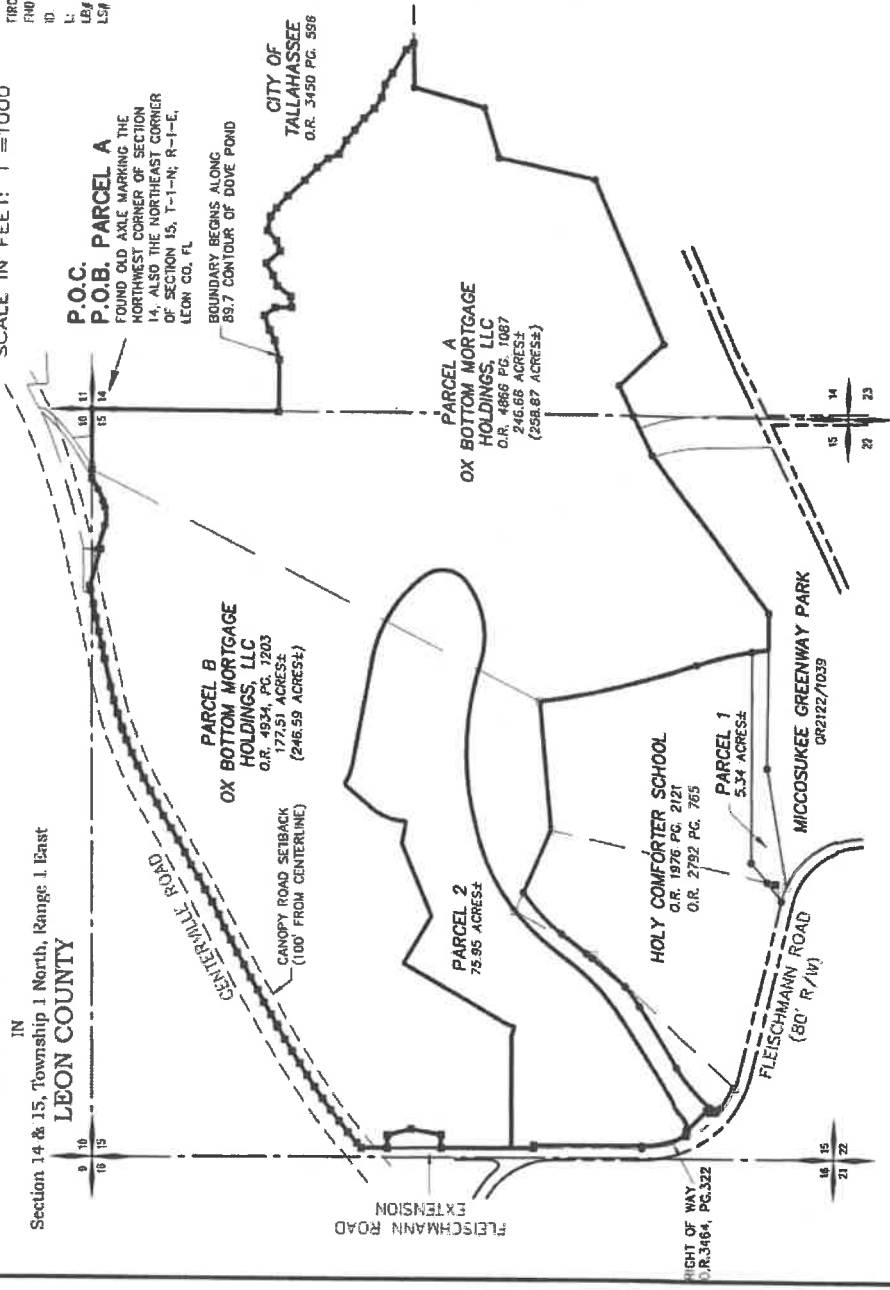 IN
Section 14 & 15, Township 1 North, Range 1 East
LEON COUNTY
SCALE IN FEET: 1"=1000'
FND
ID
L:
LB#
LS#
P.O.C.
P.O.B. PARCEL A
FOUND OLD AXLE MARKING THE
NORTHWEST CORNER OF SECTION
14, ALSO THE NORTHEAST CORNER
OF SECTION 15, T-1-N; R-1-E,
LEON CO. FL
BOUNDARY BEGINS ALONG
89.7 CONTOUR OF DOVE POND
CITY OF
TALLAHASSEE
O.R. 3450 PG. 598
9 10
16 15
10 11
15 14
PARCEL B
OX BOTTOM MORTGAGE
HOLDINGS, LLC
O.R. 4934, PG. 1203
177.51 ACRES±
(246.59 ACRES±)
CENTERVILLE ROAD
CANOPY ROAD SETBACK
(100' FROM CENTERLINE)
PARCEL A
OX BOTTOM MORTGAGE
HOLDINGS, LLC
O.R. 4866 PG. 1087
246.68 ACRES±
(258.87 ACRES±)
PARCEL 2
75.95 ACRES±
HOLY COMFORTER SCHOOL
O.R. 1976 PG. 2121
O.R. 2792 PG. 765
PARCEL 1
5.34 ACRES±
MICCOSUKEE GREENWAY PARK
OR2122/1039
FLEISCHMANN ROAD
(80' R/W)
FLEISCHMANN ROAD
EXTENSION
RIGHT OF WAY
O.R.3464, PG.322
16 15
21 22
15 14
22 23